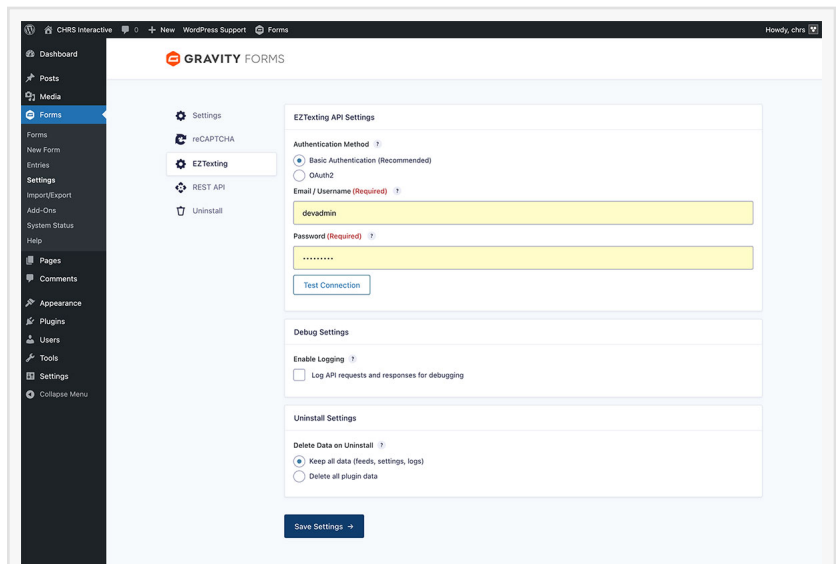 CHRS Interactive 0 + New WordPress Support Forms Howdy, chrs
Dashboard
Posts
Media
Forms
Forms
New Form
Entries
Settings
Import/Export
Add-Ons
System Status
Help
Pages
Comments
Appearance
Plugins
Users
Tools
Settings
Collapse Menu
GRAVITY FORMS
Settings
reCAPTCHA
EZTexting
REST API
Uninstall
EZTexting API Settings
Authentication Method ?
Basic Authentication (Recommended)
OAuth2
Email / Username (Required) ?
devadmin
Password (Required) ?
•••••••••
Test Connection
Debug Settings
Enable Logging ?
Log API requests and responses for debugging
Uninstall Settings
Delete Data on Uninstall ?
Keep all data (feeds, settings, logs)
Delete all plugin data
Save Settings →